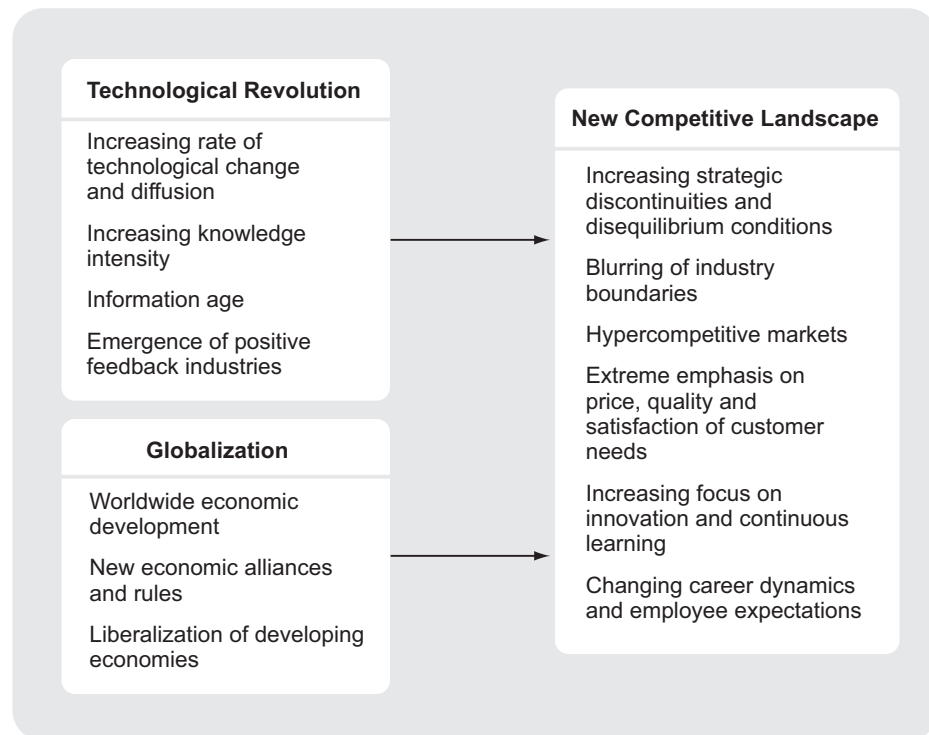 Technological Revolution
Increasing rate of
technological change
and diffusion
Increasing knowledge
intensity
Information age
Emergence of positive
feedback industries
Globalization
Worldwide economic
development
New economic alliances
and rules
Liberalization of developing
economies
New Competitive Landscape
Increasing strategic
discontinuities and
disequilibrium conditions
Blurring of industry
boundaries
Hypercompetitive markets
Extreme emphasis on
price, quality and
satisfaction of customer
needs
Increasing focus on
innovation and continuous
learning
Changing career dynamics
and employee expectations